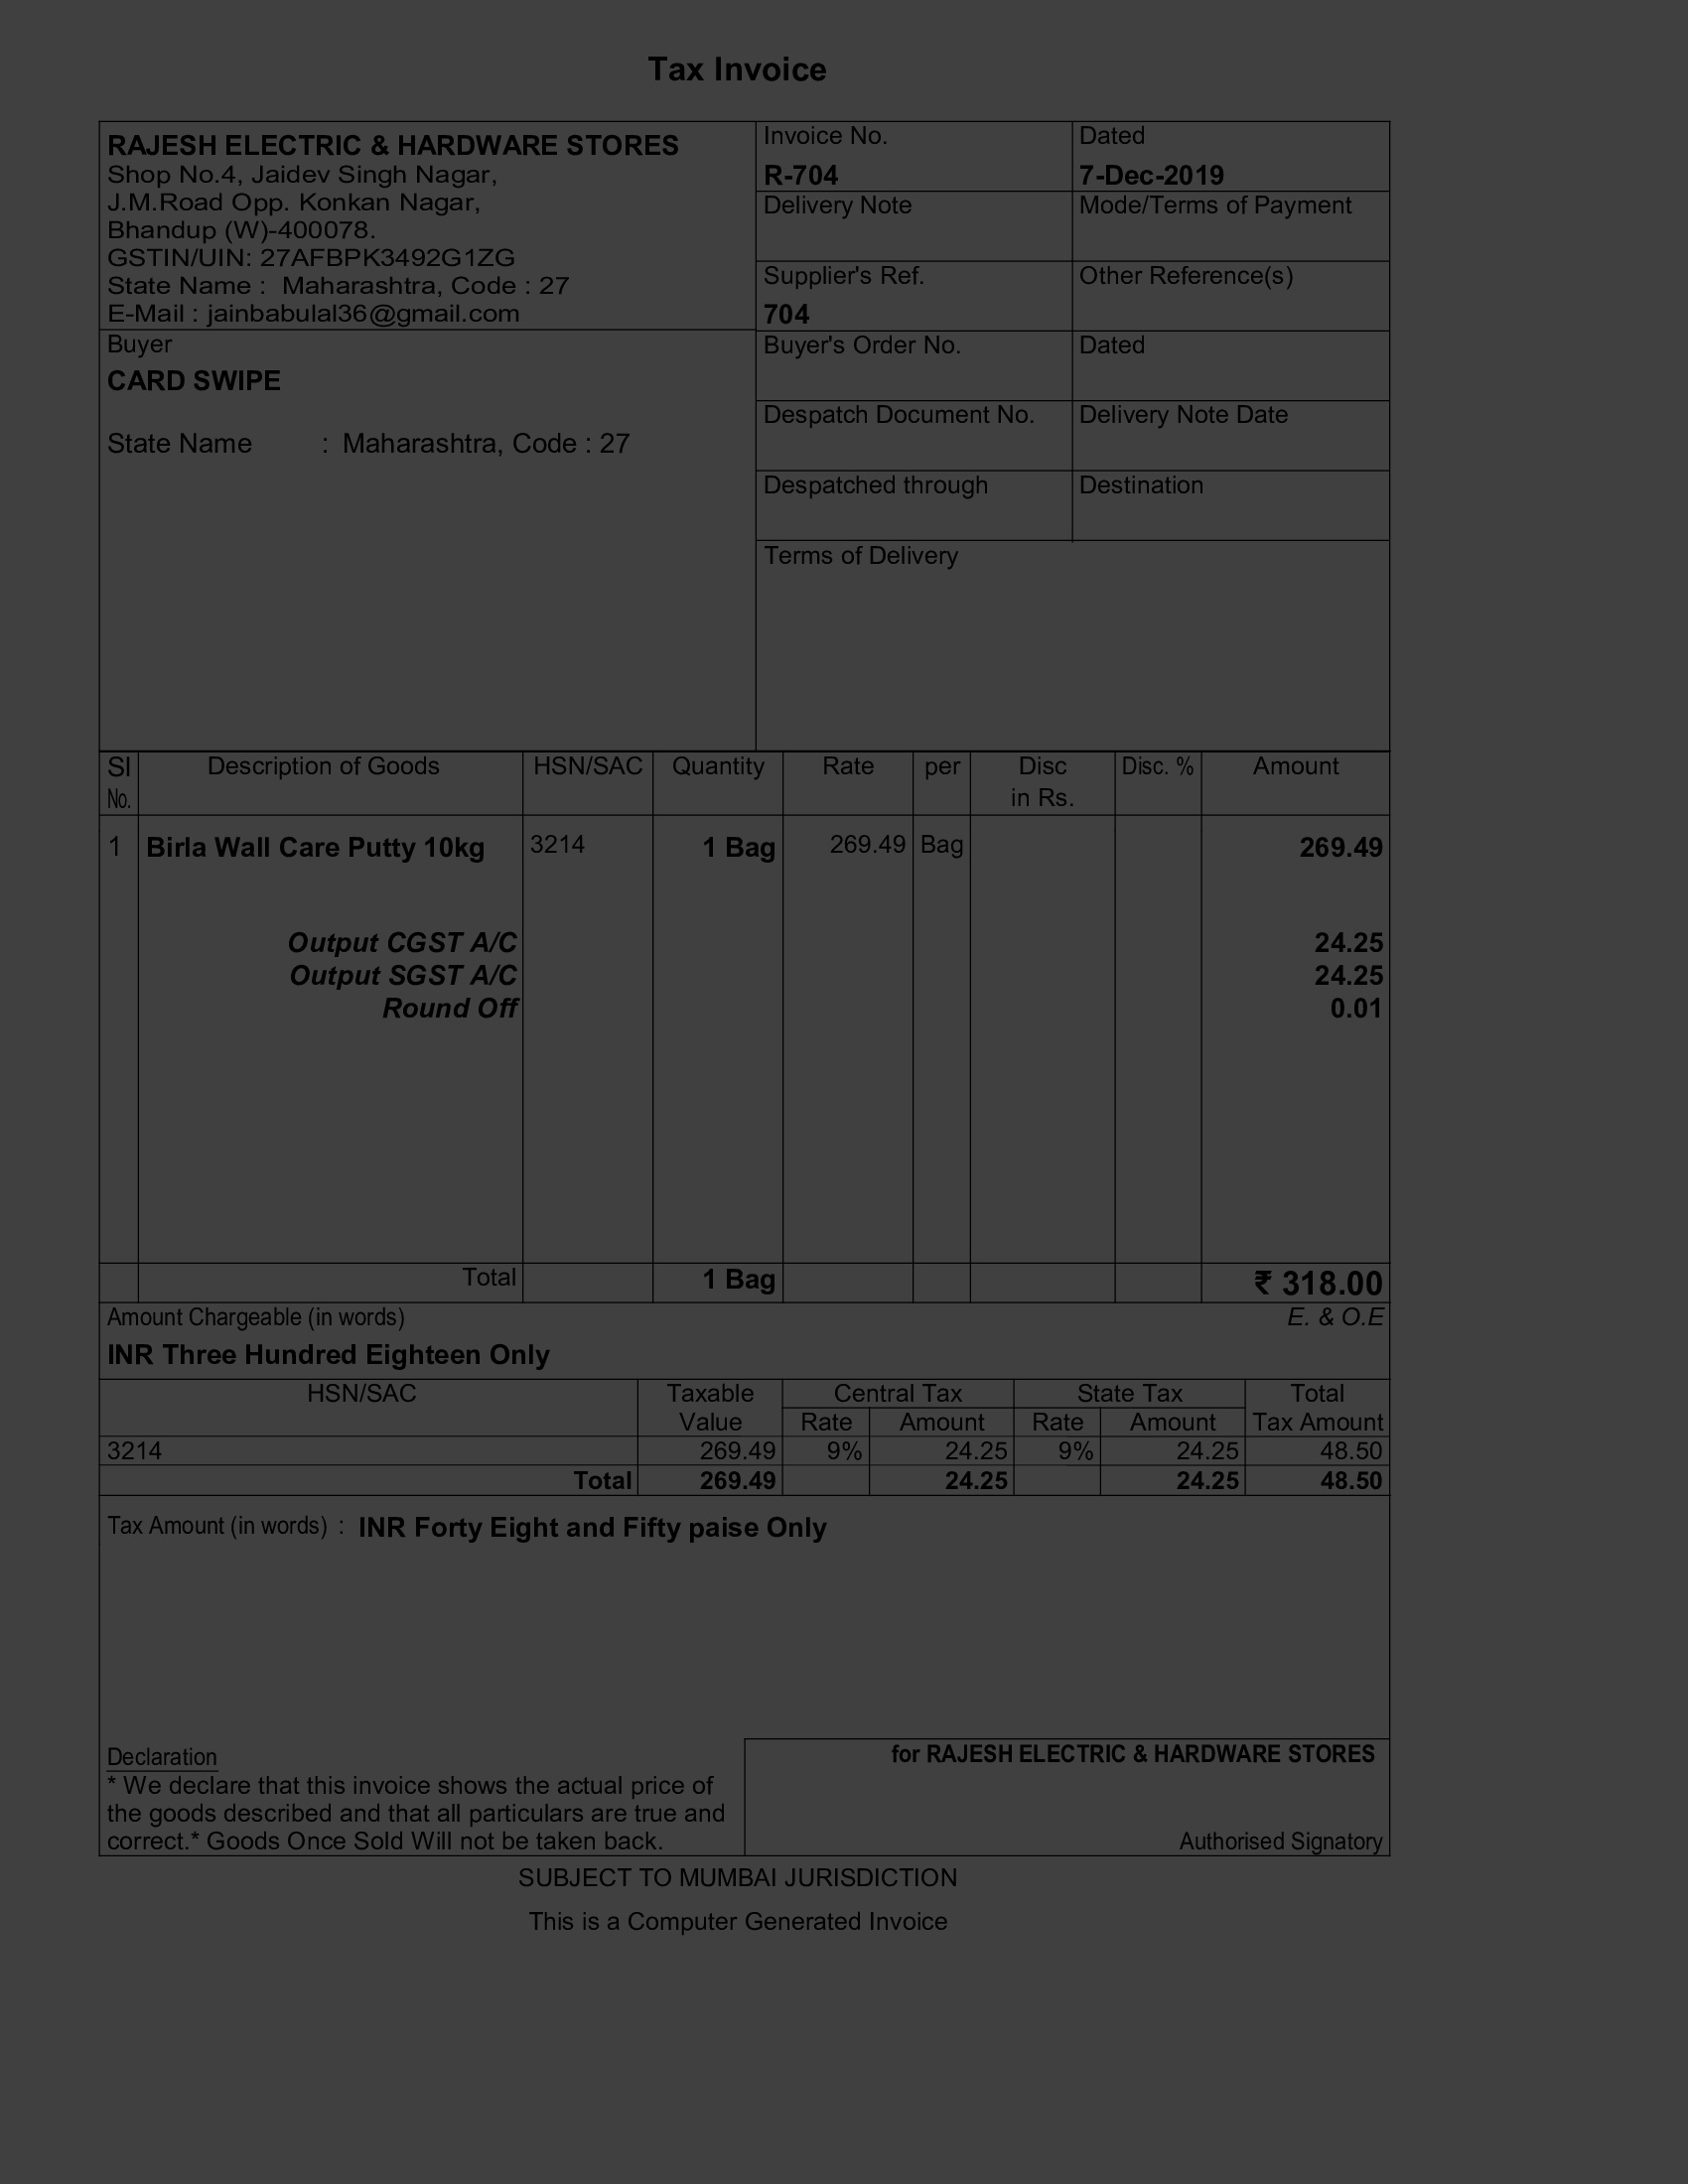 Tax Invoice
RAJESH ELECTRIC & HARDWARE STORES
Shop No.4, Jaidev Singh Nagar,
J.M.Road Opp. Konkan Nagar,
Bhandup (W)-400078.
GSTIN/UIN: 27AFBPK3492G1ZG
State Name : Maharashtra, Code : 27
E-Mail : jainbabulal36@gmail.com
Buyer
CARD SWIPE
State Name : Maharashtra, Code : 27
Invoice No. Dated
R-704 7-Dec-2019
Delivery Note Mode/Terms of Payment
Supplier's Ref. Other Reference(s)
704
Buyer's Order No. Dated
Despatch Document No. Delivery Note Date
Despatched through Destination
Terms of Delivery
Sl Description of Goods HSN/SAC Quantity Rate per Disc Disc. % Amount
No. in Rs.
1 Birla Wall Care Putty 10kg 3214 1 Bag 269.49 Bag 269.49
Output CGST A/C 24.25
Output SGST A/C 24.25
Round Off 0.01
Total 1 Bag ₹ 318.00
Amount Chargeable (in words) E. & O.E
INR Three Hundred Eighteen Only
HSN/SAC Taxable Central Tax State Tax Total
Value Rate Amount Rate Amount Tax Amount
3214 269.49 9% 24.25 9% 24.25 48.50
Total 269.49 24.25 24.25 48.50
Tax Amount (in words) : INR Forty Eight and Fifty paise Only
Declaration
* We declare that this invoice shows the actual price of
the goods described and that all particulars are true and
correct.* Goods Once Sold Will not be taken back.
for RAJESH ELECTRIC & HARDWARE STORES
Authorised Signatory
SUBJECT TO MUMBAI JURISDICTION
This is a Computer Generated Invoice